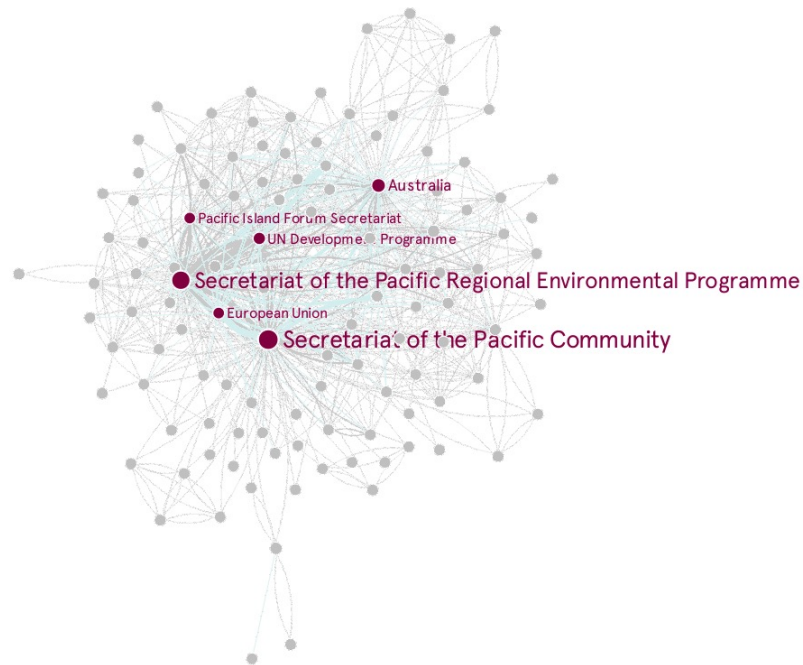 Australia
Pacific Island Forum Secretariat
UN Development Programme
Secretariat of the Pacific Regional Environmental Programme
European Union
Secretariat of the Pacific Community